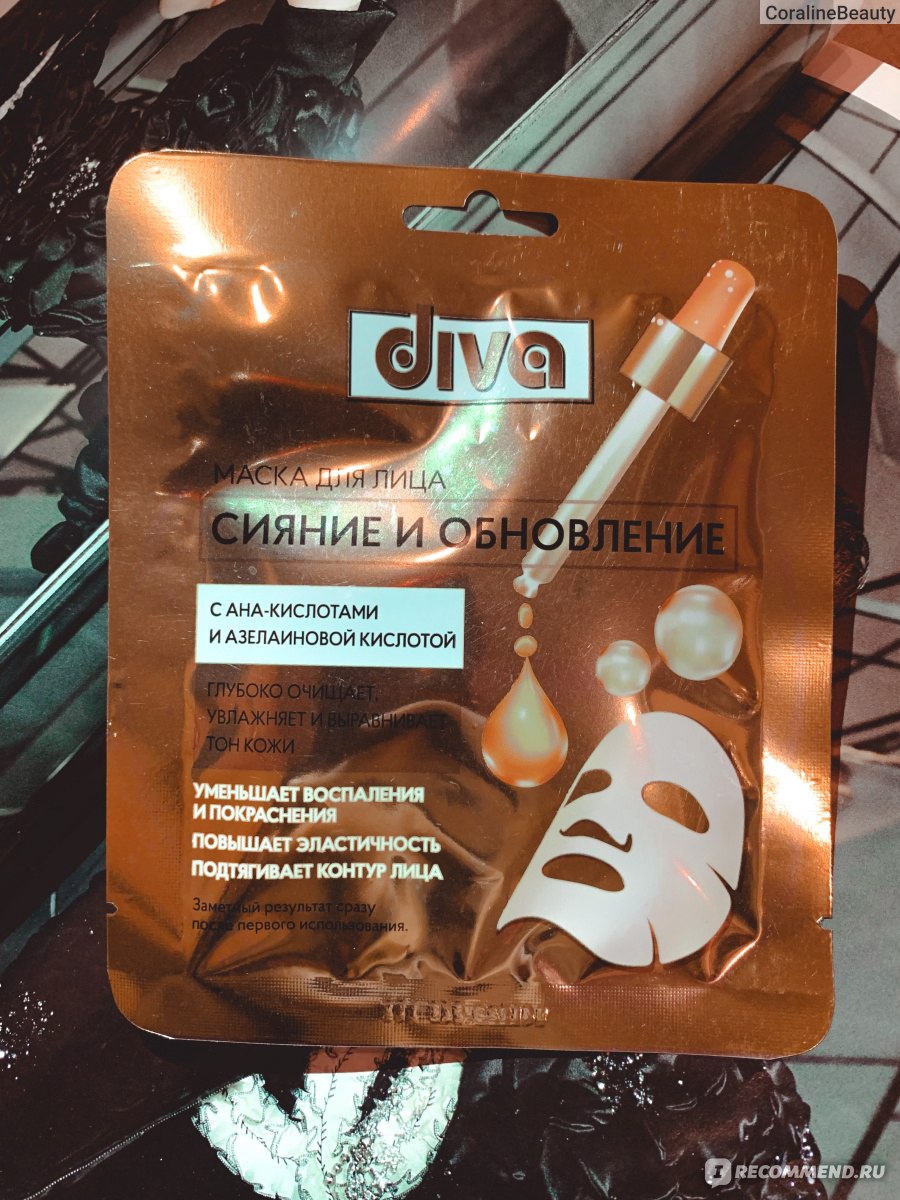 CoralineBeauty
diva
МАСКА ДЛЯ ЛИЦА
СИЯНИЕ И ОБНОВЛЕНИЕ
С АНА-КИСЛОТАМИ
И АЗЕЛАИНОВОЙ КИСЛОТОЙ
ГЛУБОКО ОЧИЩАЕТ,
УВЛАЖНЯЕТ И ВЫРАВНИВАЕТ
ТОН КОЖИ
УМЕНЬШАЕТ ВОСПАЛЕНИЯ
И ПОКРАСНЕНИЯ
ПОВЫШАЕТ ЭЛАСТИЧНОСТЬ
ПОДТЯГИВАЕТ КОНТУР ЛИЦА
Заметный результат сразу
после первого использования.
RECOMMEND.RU